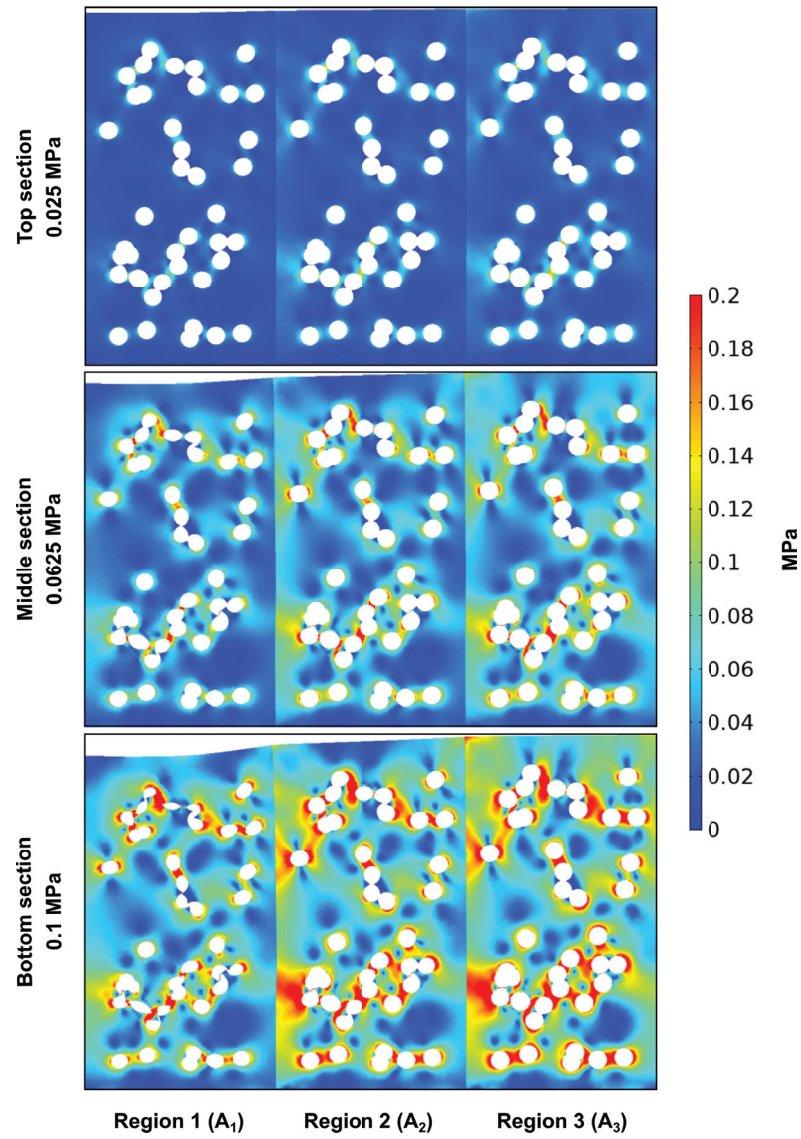 Top section
0.025 MPa
Middle section
0.0625 MPa
Bottom section
0.1 MPa
0.2
0.18
0.16
0.14
0.12
0.1
0.08
0.06
0.04
0.02
0
MPa
Region 1 (A₁)
Region 2 (A₂)
Region 3 (A₃)